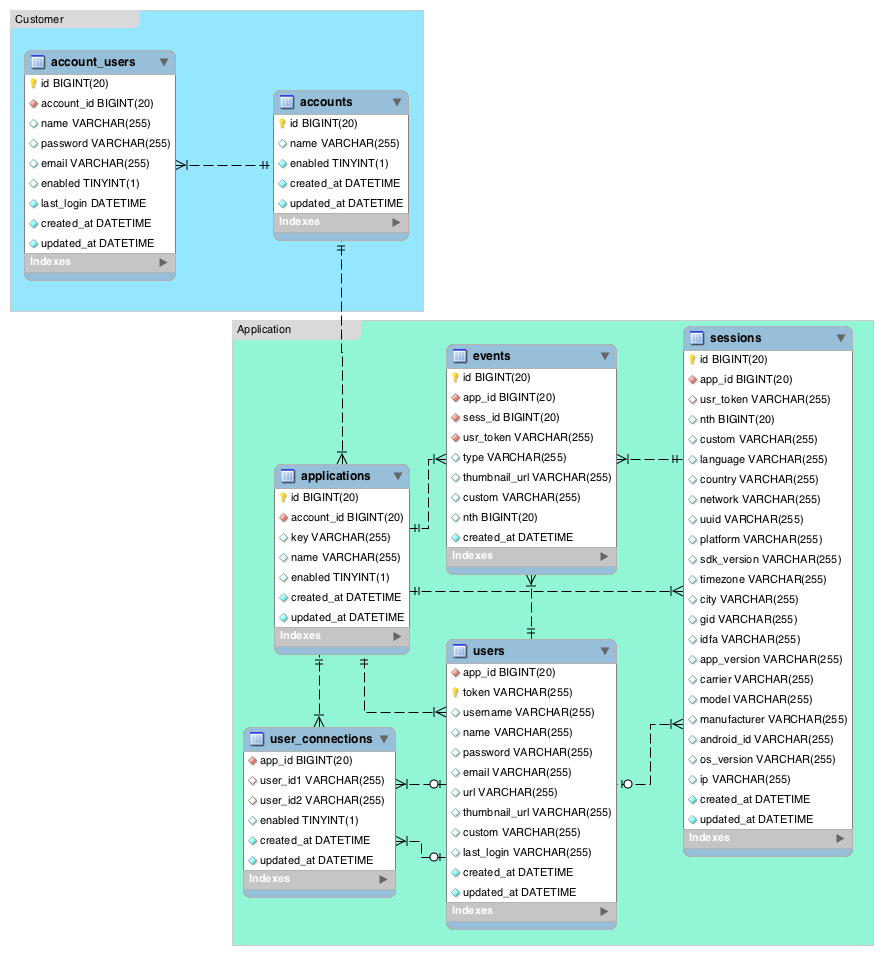 Customer
account_users
id BIGINT(20)
account_id BIGINT(20)
name VARCHAR(255)
password VARCHAR(255)
email VARCHAR(255)
enabled TINYINT(1)
last_login DATETIME
created_at DATETIME
updated_at DATETIME
Indexes
accounts
id BIGINT(20)
name VARCHAR(255)
enabled TINYINT(1)
created_at DATETIME
updated_at DATETIME
Indexes
Application
events
id BIGINT(20)
app_id BIGINT(20)
sess_id BIGINT(20)
usr_token VARCHAR(255)
type VARCHAR(255)
thumbnail_url VARCHAR(255)
custom VARCHAR(255)
nth BIGINT(20)
created_at DATETIME
Indexes
sessions
id BIGINT(20)
app_id BIGINT(20)
usr_token VARCHAR(255)
nth BIGINT(20)
custom VARCHAR(255)
language VARCHAR(255)
country VARCHAR(255)
network VARCHAR(255)
uuid VARCHAR(255)
platform VARCHAR(255)
sdk_version VARCHAR(255)
timezone VARCHAR(255)
city VARCHAR(255)
gid VARCHAR(255)
idfa VARCHAR(255)
app_version VARCHAR(255)
carrier VARCHAR(255)
model VARCHAR(255)
manufacturer VARCHAR(255)
android_id VARCHAR(255)
os_version VARCHAR(255)
ip VARCHAR(255)
created_at DATETIME
updated_at DATETIME
Indexes
applications
id BIGINT(20)
account_id BIGINT(20)
key VARCHAR(255)
name VARCHAR(255)
enabled TINYINT(1)
created_at DATETIME
updated_at DATETIME
Indexes
users
app_id BIGINT(20)
token VARCHAR(255)
username VARCHAR(255)
name VARCHAR(255)
password VARCHAR(255)
email VARCHAR(255)
url VARCHAR(255)
thumbnail_url VARCHAR(255)
custom VARCHAR(255)
last_login VARCHAR(255)
created_at DATETIME
updated_at DATETIME
Indexes
user_connections
app_id BIGINT(20)
user_id1 VARCHAR(255)
user_id2 VARCHAR(255)
enabled TINYINT(1)
created_at DATETIME
updated_at DATETIME
Indexes